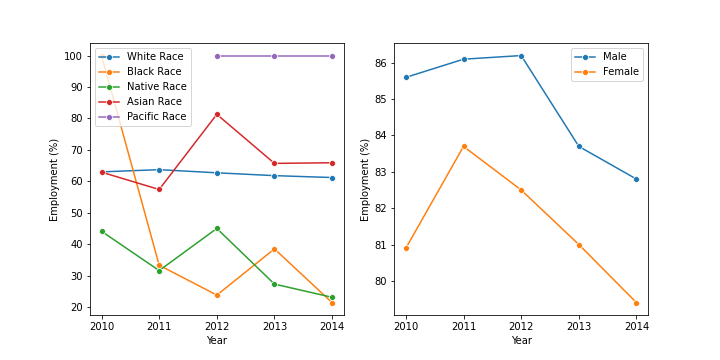 White Race
Black Race
Native Race
Asian Race
Pacific Race
100
90
80
70
60
50
40
30
20
Employment (%)
2010 2011 2012 2013 2014
Year
Male
Female
86
85
84
83
82
81
80
Employment (%)
2010 2011 2012 2013 2014
Year